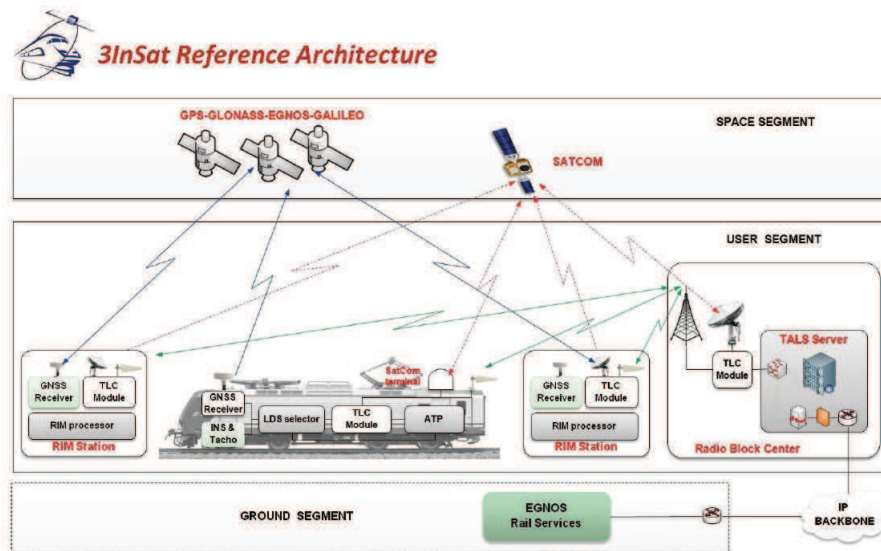 3InSat Reference Architecture
GPS-GLONASS-EGNOS-GALILEO
SPACE SEGMENT
SATCOM
USER SEGMENT
TALS Server
TLC
Module
Radio Block Center
GNSS
Receiver
TLC
Module
RIM processor
RIM Station
SatCom
terminal
GNSS
Receiver
INS &
Tacho
LDS selector
TLC
Module
ATP
GNSS
Receiver
TLC
Module
RIM processor
RIM Station
GROUND SEGMENT
EGNOS
Rail Services
IP
BACKBONE